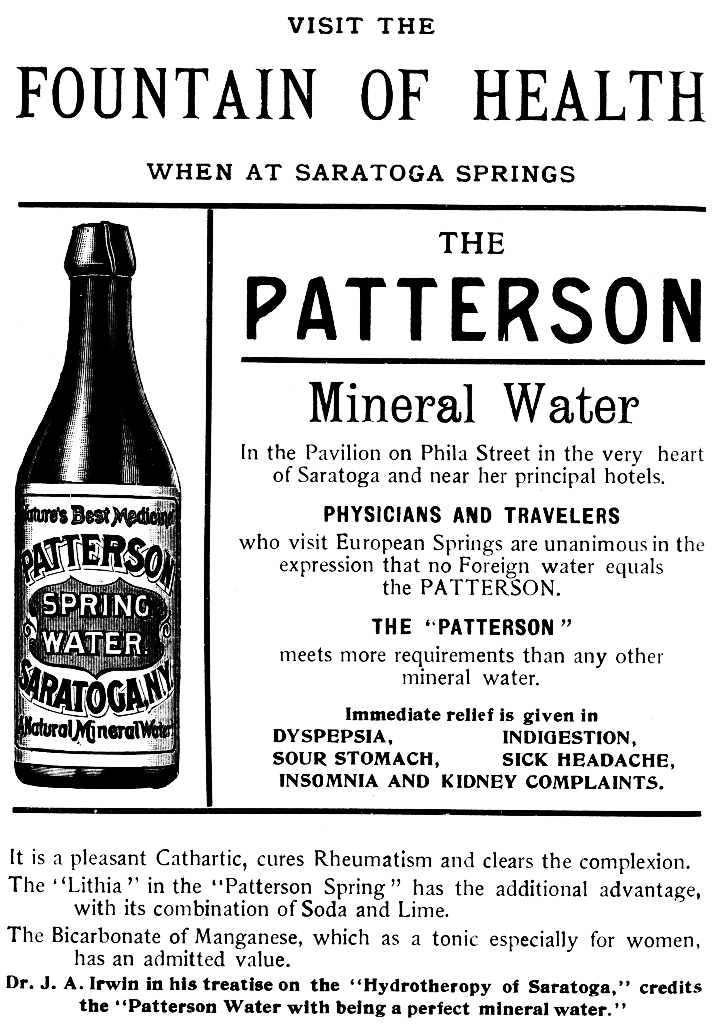 VISIT THE
FOUNTAIN OF HEALTH
WHEN AT SARATOGA SPRINGS
Nature's Best Medicine
PATTERSON
SPRING
WATER.
SARATOGA, N.Y.
A Natural Mineral Water
THE
PATTERSON
Mineral Water
In the Pavilion on Phila Street in the very heart
of Saratoga and near her principal hotels.
PHYSICIANS AND TRAVELERS
who visit European Springs are unanimous in the
expression that no Foreign water equals
the PATTERSON.
THE "PATTERSON"
meets more requirements than any other
mineral water.
Immediate relief is given in
DYSPEPSIA, INDIGESTION,
SOUR STOMACH, SICK HEADACHE,
INSOMNIA AND KIDNEY COMPLAINTS.
It is a pleasant Cathartic, cures Rheumatism and clears the complexion.
The "Lithia" in the "Patterson Spring" has the additional advantage,
with its combination of Soda and Lime.
The Bicarbonate of Manganese, which as a tonic especially for women,
has an admitted value.
Dr. J. A. Irwin in his treatise on the "Hydrotheropy of Saratoga," credits
the "Patterson Water with being a perfect mineral water."